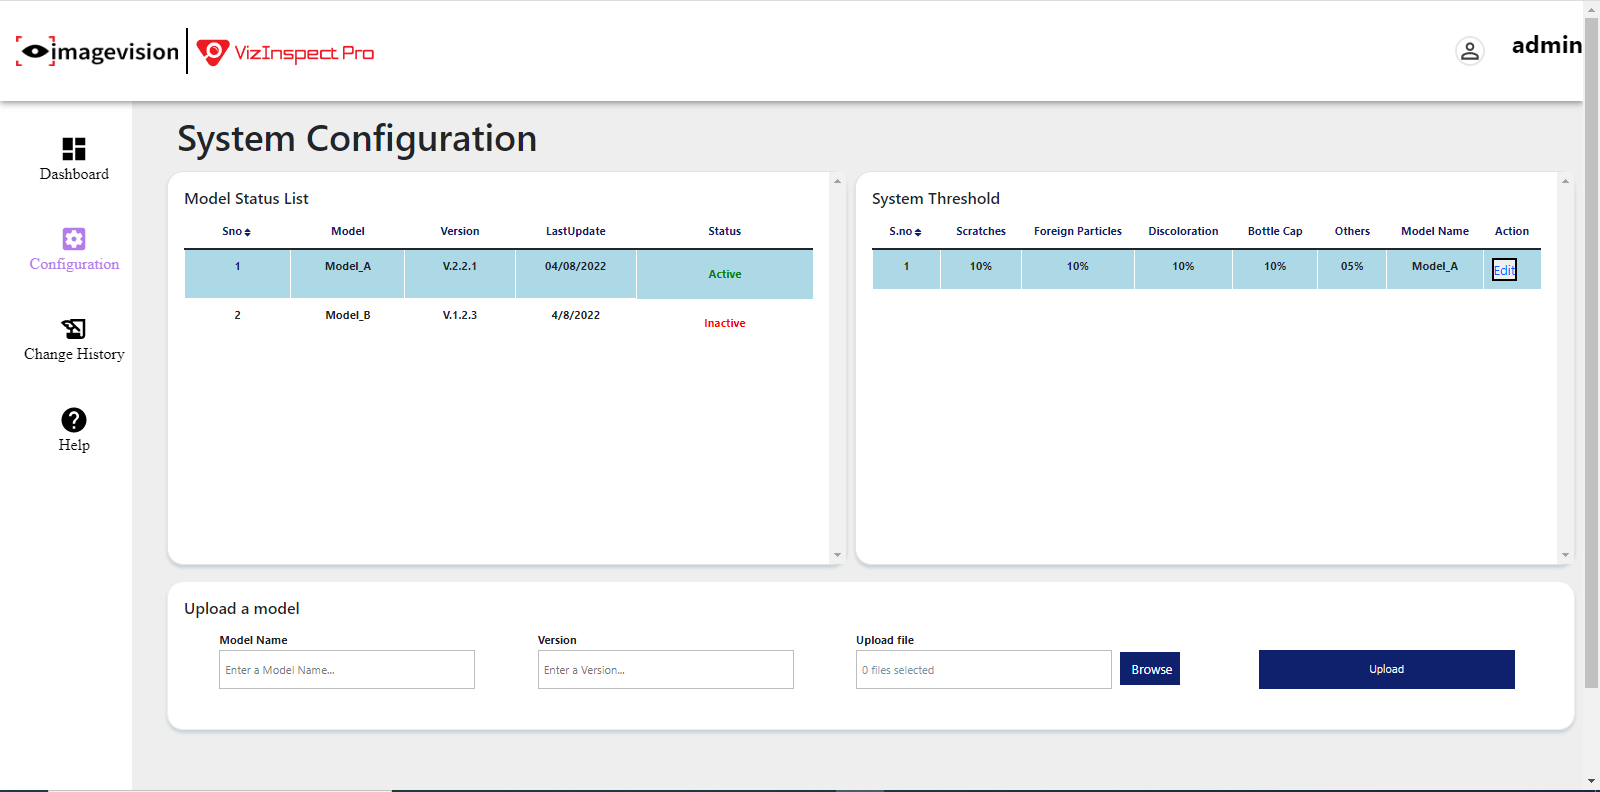 imagevision
VizInspect Pro
admin
Dashboard
Configuration
Change History
Help
System Configuration
Model Status List
Sno Model Version LastUpdate Status
1 Model_A V.2.2.1 04/08/2022 Active
2 Model_B V.1.2.3 4/8/2022 Inactive
System Threshold
S.no Scratches Foreign Particles Discoloration Bottle Cap Others Model Name Action
1 10% 10% 10% 10% 05% Model_A Edit
Upload a model
Model Name Version Upload file
Enter a Model Name... Enter a Version... 0 files selected Browse Upload